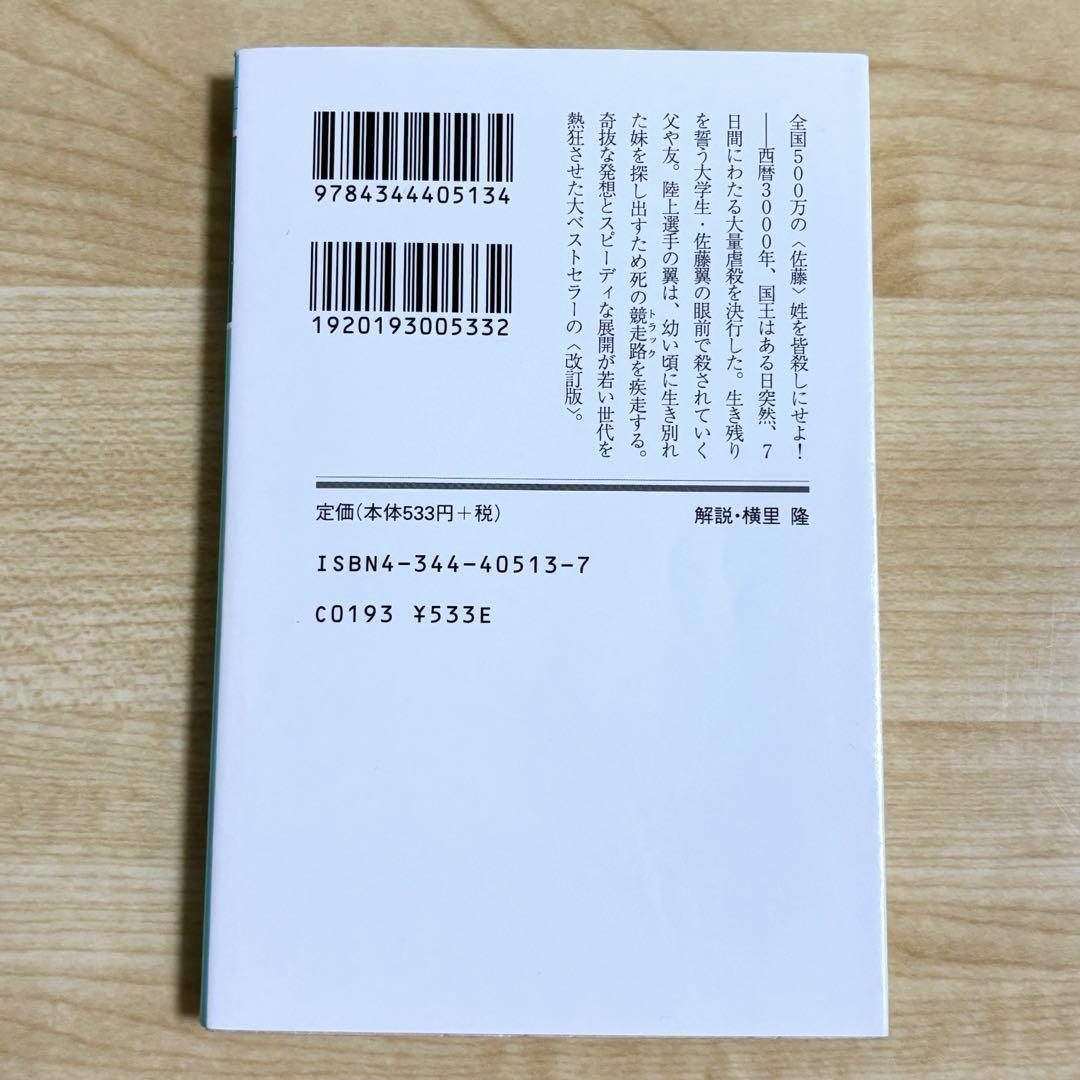 9784344405134
1920193005332
全国500万の〈佐藤〉姓を皆殺しにせよ!
――西暦3000年、国王はある日突然、7
日間にわたる大量虐殺を決行した。生き残り
を誓う大学生・佐藤翼の眼前で殺されていく
父や友。陸上選手の翼は、幼い頃に生き別れ
た妹を探し出すため死の競走路を疾走する。
トラック
奇抜な発想とスピーディな展開が若い世代を
熱狂させた大ベストセラーの〈改訂版〉。
定価(本体533円+税)
解説・横里 隆
ISBN4-344-40513-7
C0193 ¥533E